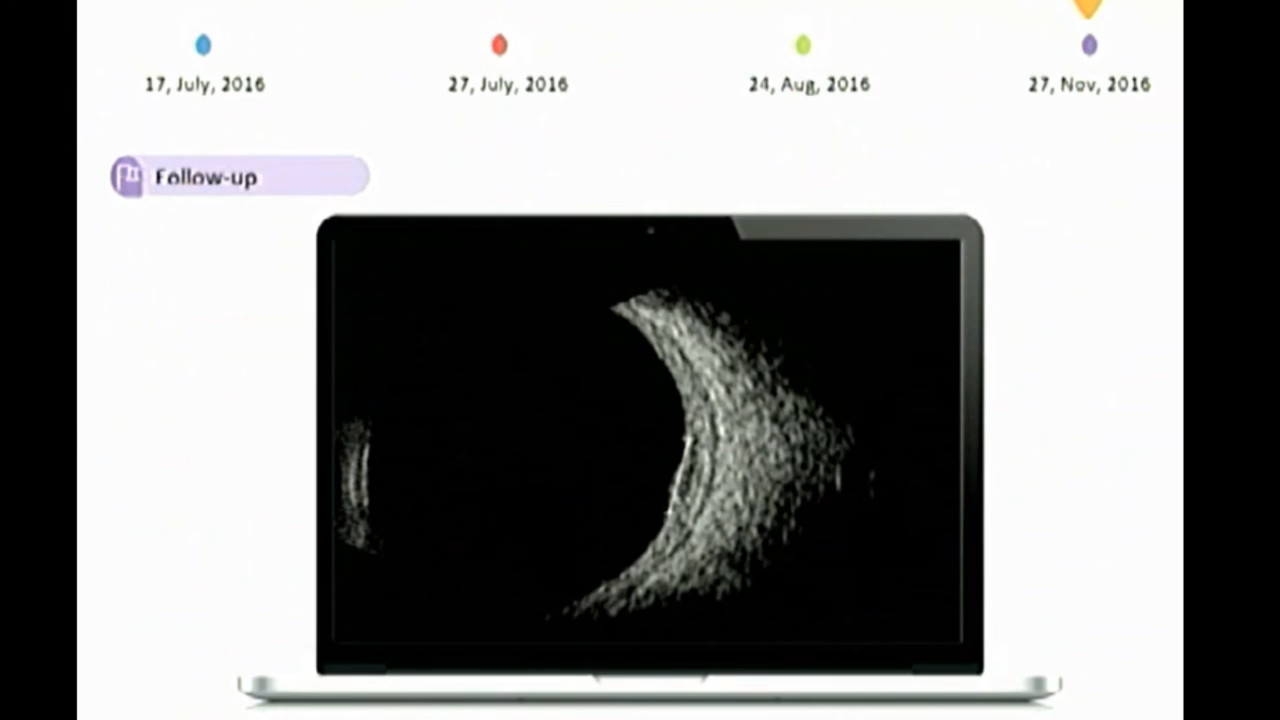 17, July, 2016
27, July, 2016
24, Aug, 2016
27, Nov, 2016
Follow-up